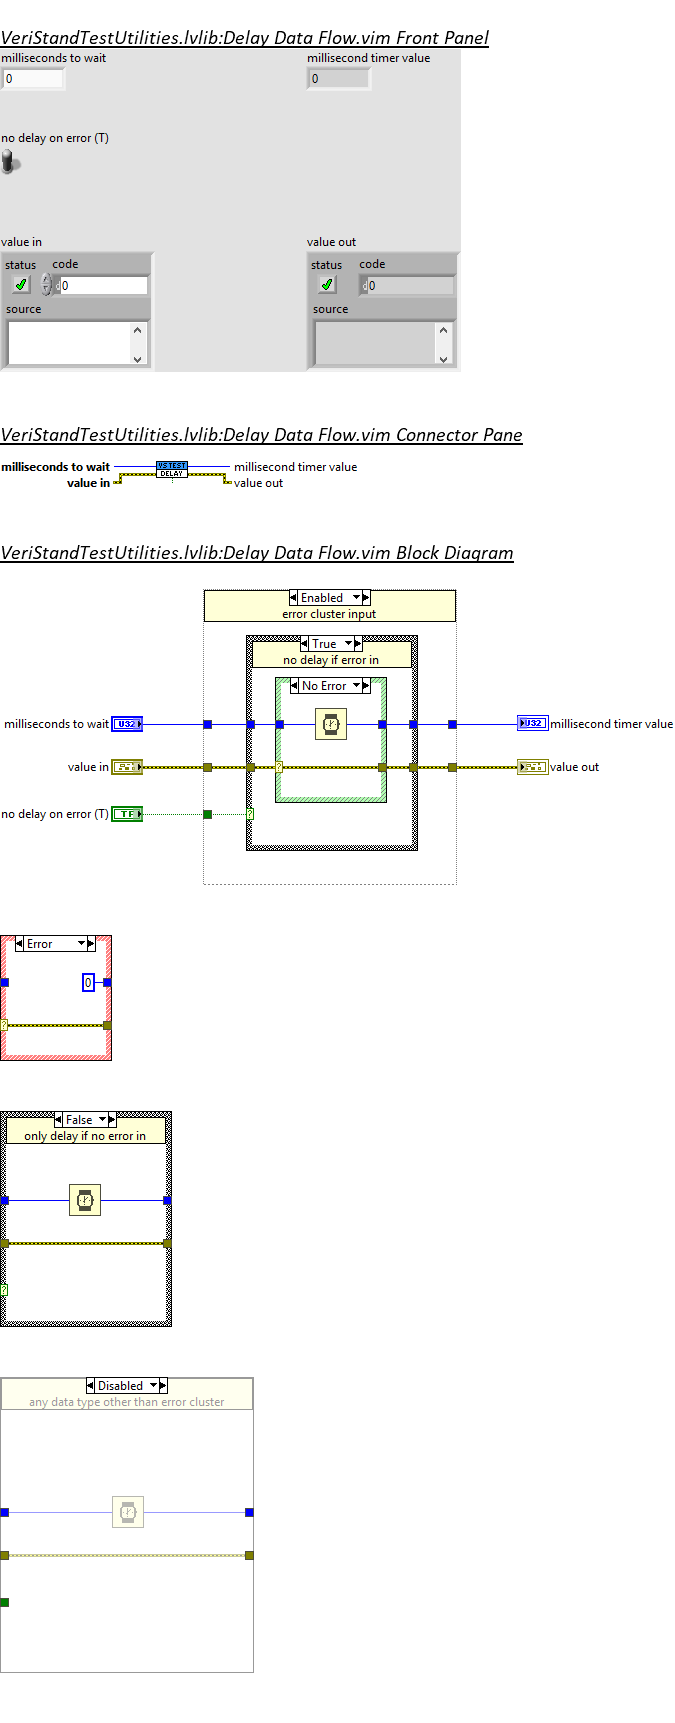 VeriStandTestUtilities.lvlib:Delay Data Flow.vim Front Panel
milliseconds to wait
millisecond timer value
0
0
no delay on error (T)
value in
value out
status
code
status
code
d
0
d
0
source
source
VeriStandTestUtilities.lvlib:Delay Data Flow.vim Connector Pane
milliseconds to wait
VS TEST
DELAY
millisecond timer value
value in
value out
VeriStandTestUtilities.lvlib:Delay Data Flow.vim Block Diagram
Enabled
error cluster input
True
no delay if error in
No Error
milliseconds to wait
U32
U32
millisecond timer value
value in
?
value out
no delay on error (T)
TF
?
Error
0
?
False
only delay if no error in
?
Disabled
any data type other than error cluster